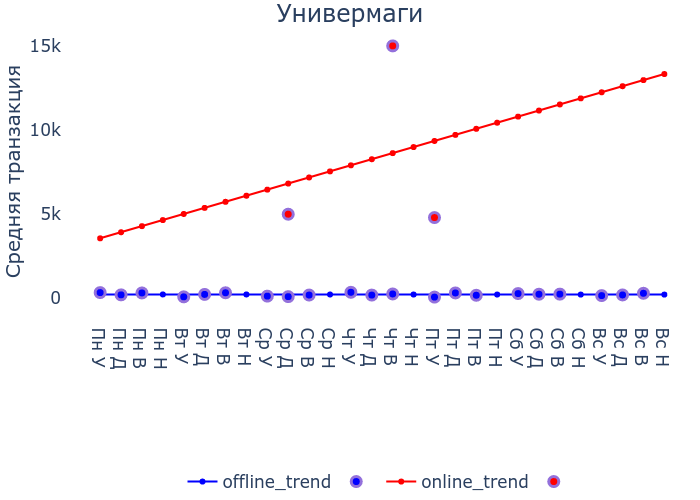 Универмаги
Средняя транзакция
15k
10k
5k
0
Пн У
Пн Д
Пн В
Пн Н
Вт У
Вт Д
Вт В
Вт Н
Ср У
Ср Д
Ср В
Ср Н
Чт У
Чт Д
Чт В
Чт Н
Пт У
Пт Д
Пт В
Пт Н
Сб У
Сб Д
Сб В
Сб Н
Вс У
Вс Д
Вс В
Вс Н
offline_trend online_trend